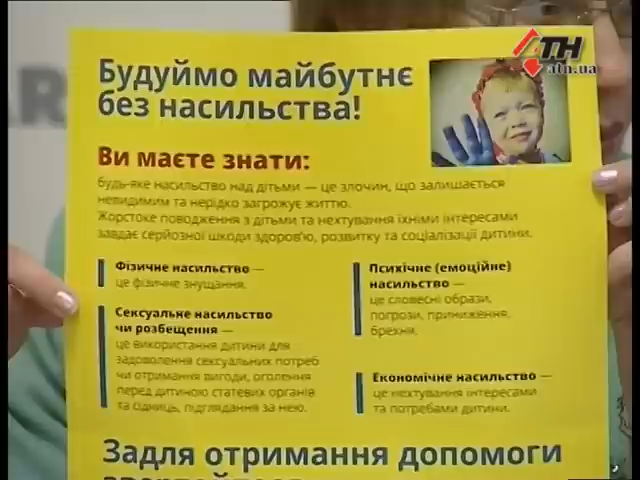 АТН
atn.ua
Будуймо майбутнє
без насильства!
Ви маєте знати:
будь-яке насильство над дітьми — це злочин, що залишається
невидимим та нерідко загрожує життю.
Жорстоке поводження з дітьми та нехтування їхніми інтересами
завдає серйозної шкоди здоров'ю, розвитку та соціалізації дитини.
Фізичне насильство —
це фізичне знущання.
Сексуальне насильство
чи розбещення —
це використання дитини для
задоволення сексуальних потреб
чи отримання вигоди, оголення
перед дитиною статевих органів
та сідниць, підглядання за нею.
Психічне (емоційне)
насильство —
це словесні образи,
погрози, приниження,
брехня.
Економічне насильство —
це нехтування інтересами
та потребами дитини.
Задля отримання допомоги